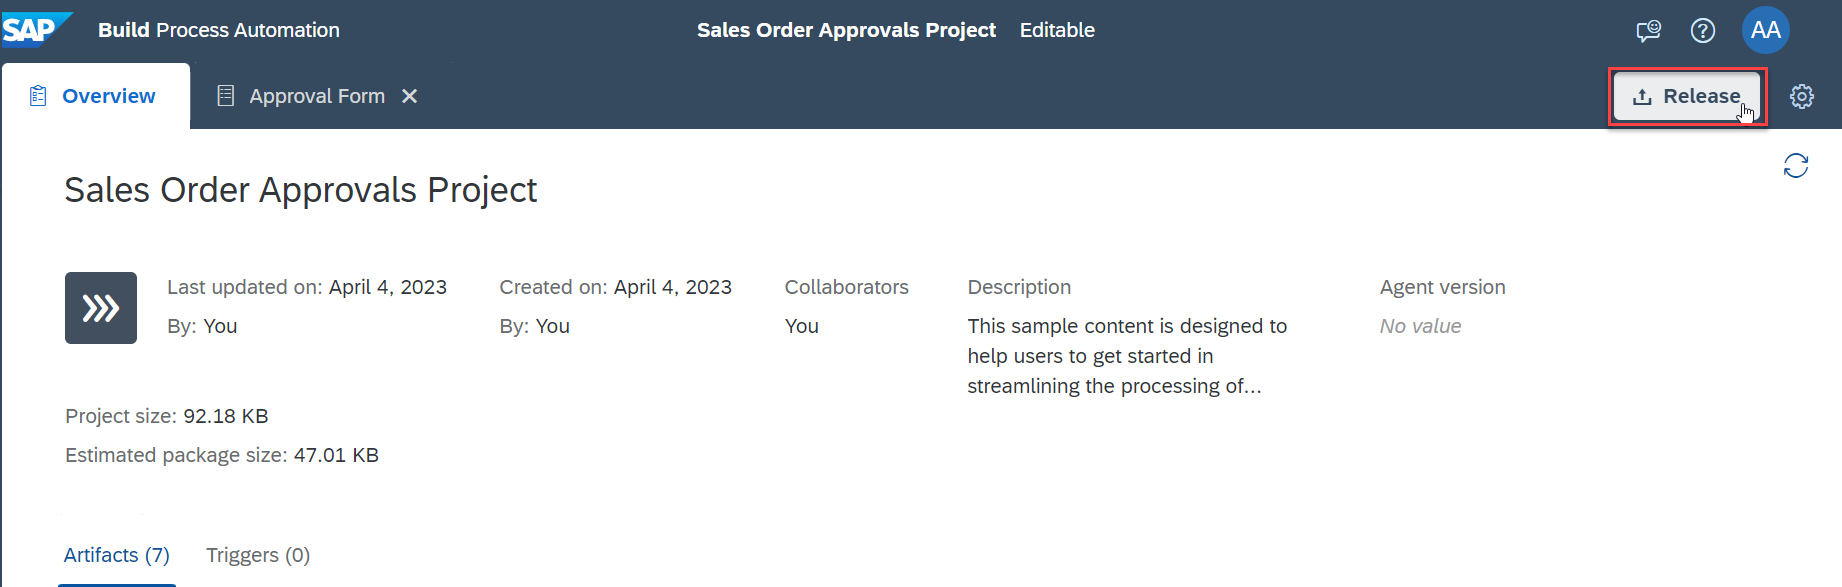 SAP Build Process Automation Sales Order Approvals Project Editable AA
Overview Approval Form Release
Sales Order Approvals Project
Last updated on: April 4, 2023 Created on: April 4, 2023 Collaborators Description Agent version
By: You By: You You This sample content is designed to No value
help users to get started in
streamlining the processing of...
Project size: 92.18 KB
Estimated package size: 47.01 KB
Artifacts (7) Triggers (0)